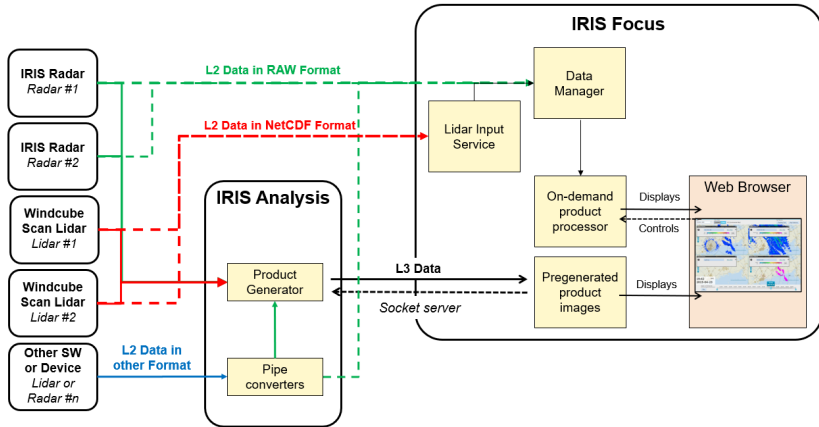 IRIS Focus
IRIS Radar
Radar #1
L2 Data in RAW Format
Data
Manager
L2 Data in NetCDF Format
Lidar Input
Service
IRIS Radar
Radar #2
IRIS Analysis
Windcube
Scan Lidar
Lidar #1
On-demand
product
processor
Displays
Controls
Web Browser
Product
Generator
L3 Data
Socket server
Pregenerated
product
images
Displays
Windcube
Scan Lidar
Lidar #2
Other SW
or Device
Lidar or
Radar #n
L2 Data in
other Format
Pipe
converters